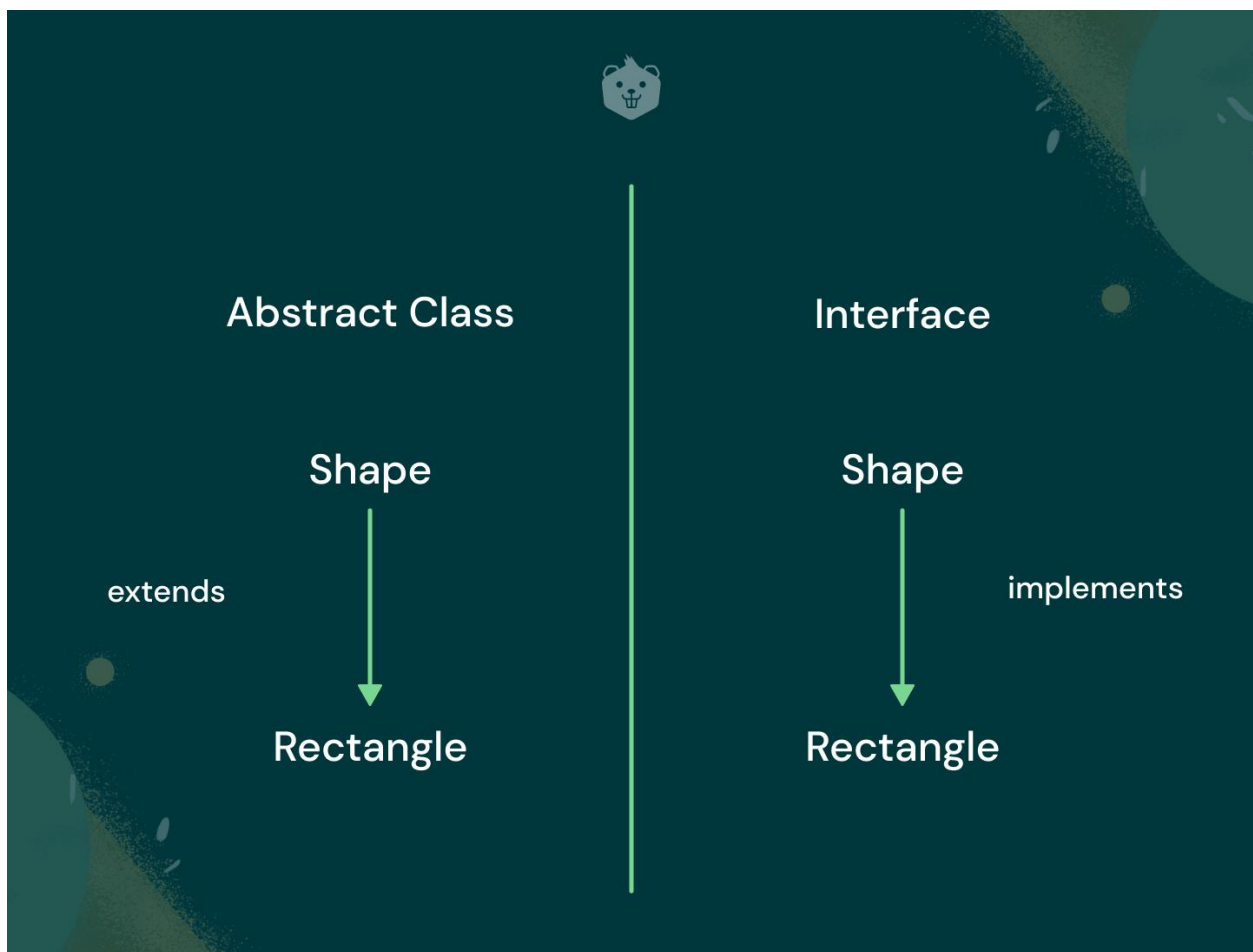 Abstract Class
Shape
extends
Rectangle
Interface
Shape
implements
Rectangle